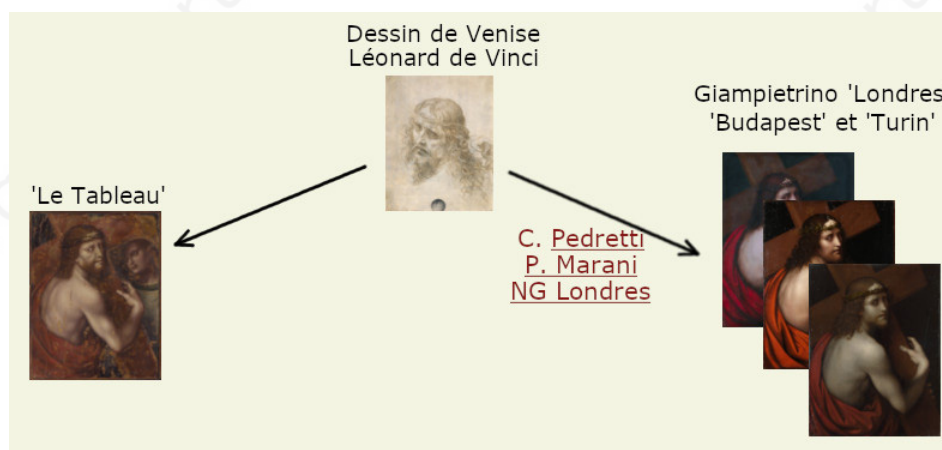 Dessin de Venise
Léonard de Vinci
Giampietrino 'Londres
'Budapest' et 'Turin'
'Le Tableau'
C. Pedretti
P. Marani
NG Londres